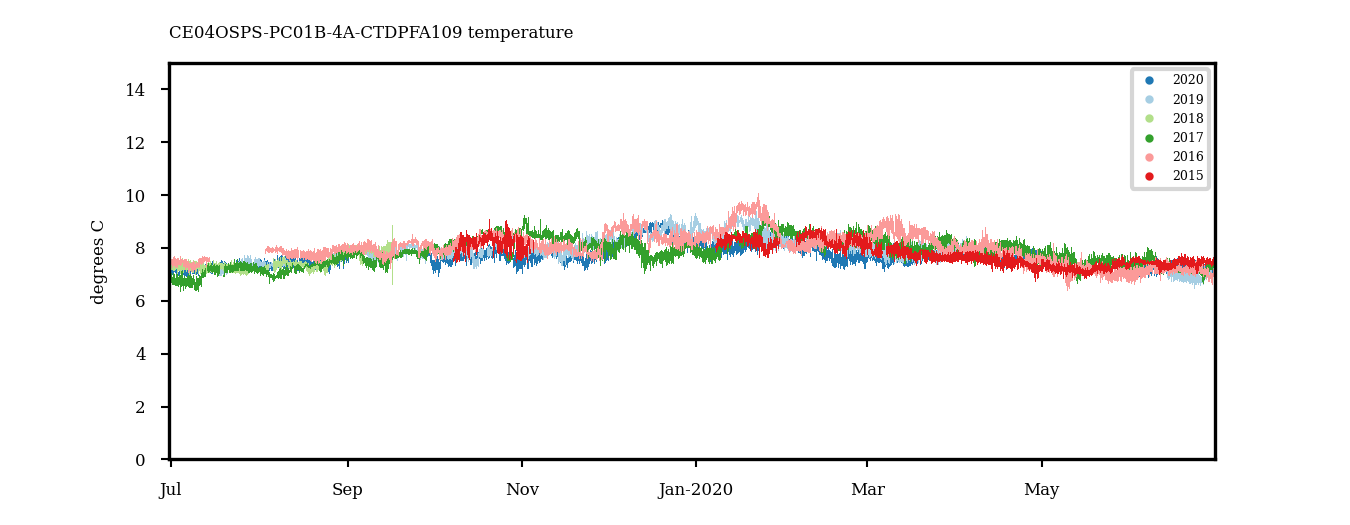 CE04OSPS-PC01B-4A-CTDPFA109 temperature
degrees C
14
12
10
8
6
4
2
0
Jul
Sep
Nov
Jan-2020
Mar
May
2020
2019
2018
2017
2016
2015